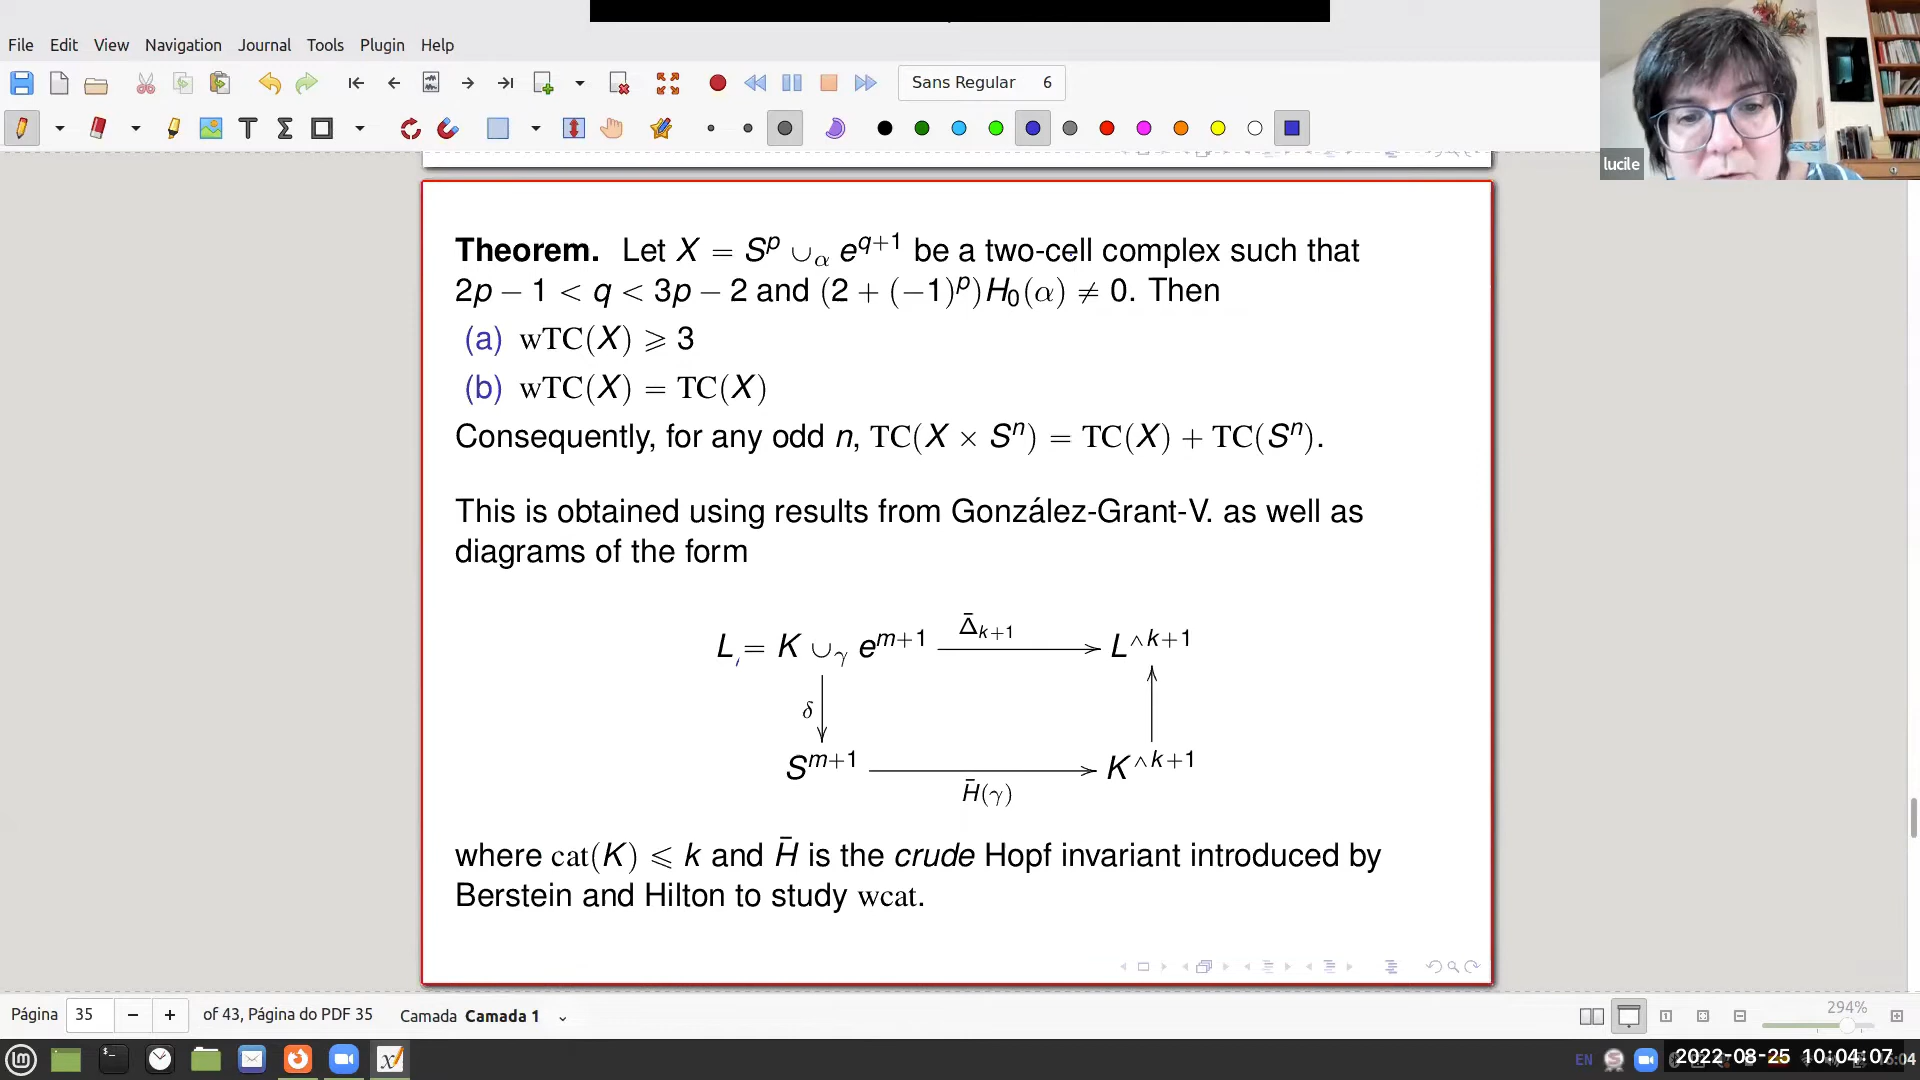 File Edit View Navigation Journal Tools Plugin Help
Sans Regular 6
lucile
Theorem. Let X = S^p ∪_α e^{q+1} be a two-cell complex such that
2p − 1 < q < 3p − 2 and (2 + (−1)^p)H_0(α) ≠ 0. Then
(a) wTC(X) ⩾ 3
(b) wTC(X) = TC(X)
Consequently, for any odd n, TC(X × S^n) = TC(X) + TC(S^n).
This is obtained using results from González-Grant-V. as well as
diagrams of the form
L = K ∪_γ e^{m+1} Δ̄_{k+1} L^{∧k+1}
δ
S^{m+1} H̄(γ) K^{∧k+1}
where cat(K) ⩽ k and H̄ is the crude Hopf invariant introduced by
Berstein and Hilton to study wcat.
Página 35 − + of 43, Página do PDF 35 Camada Camada 1 294%
EN 2022-08-25 10:04:07